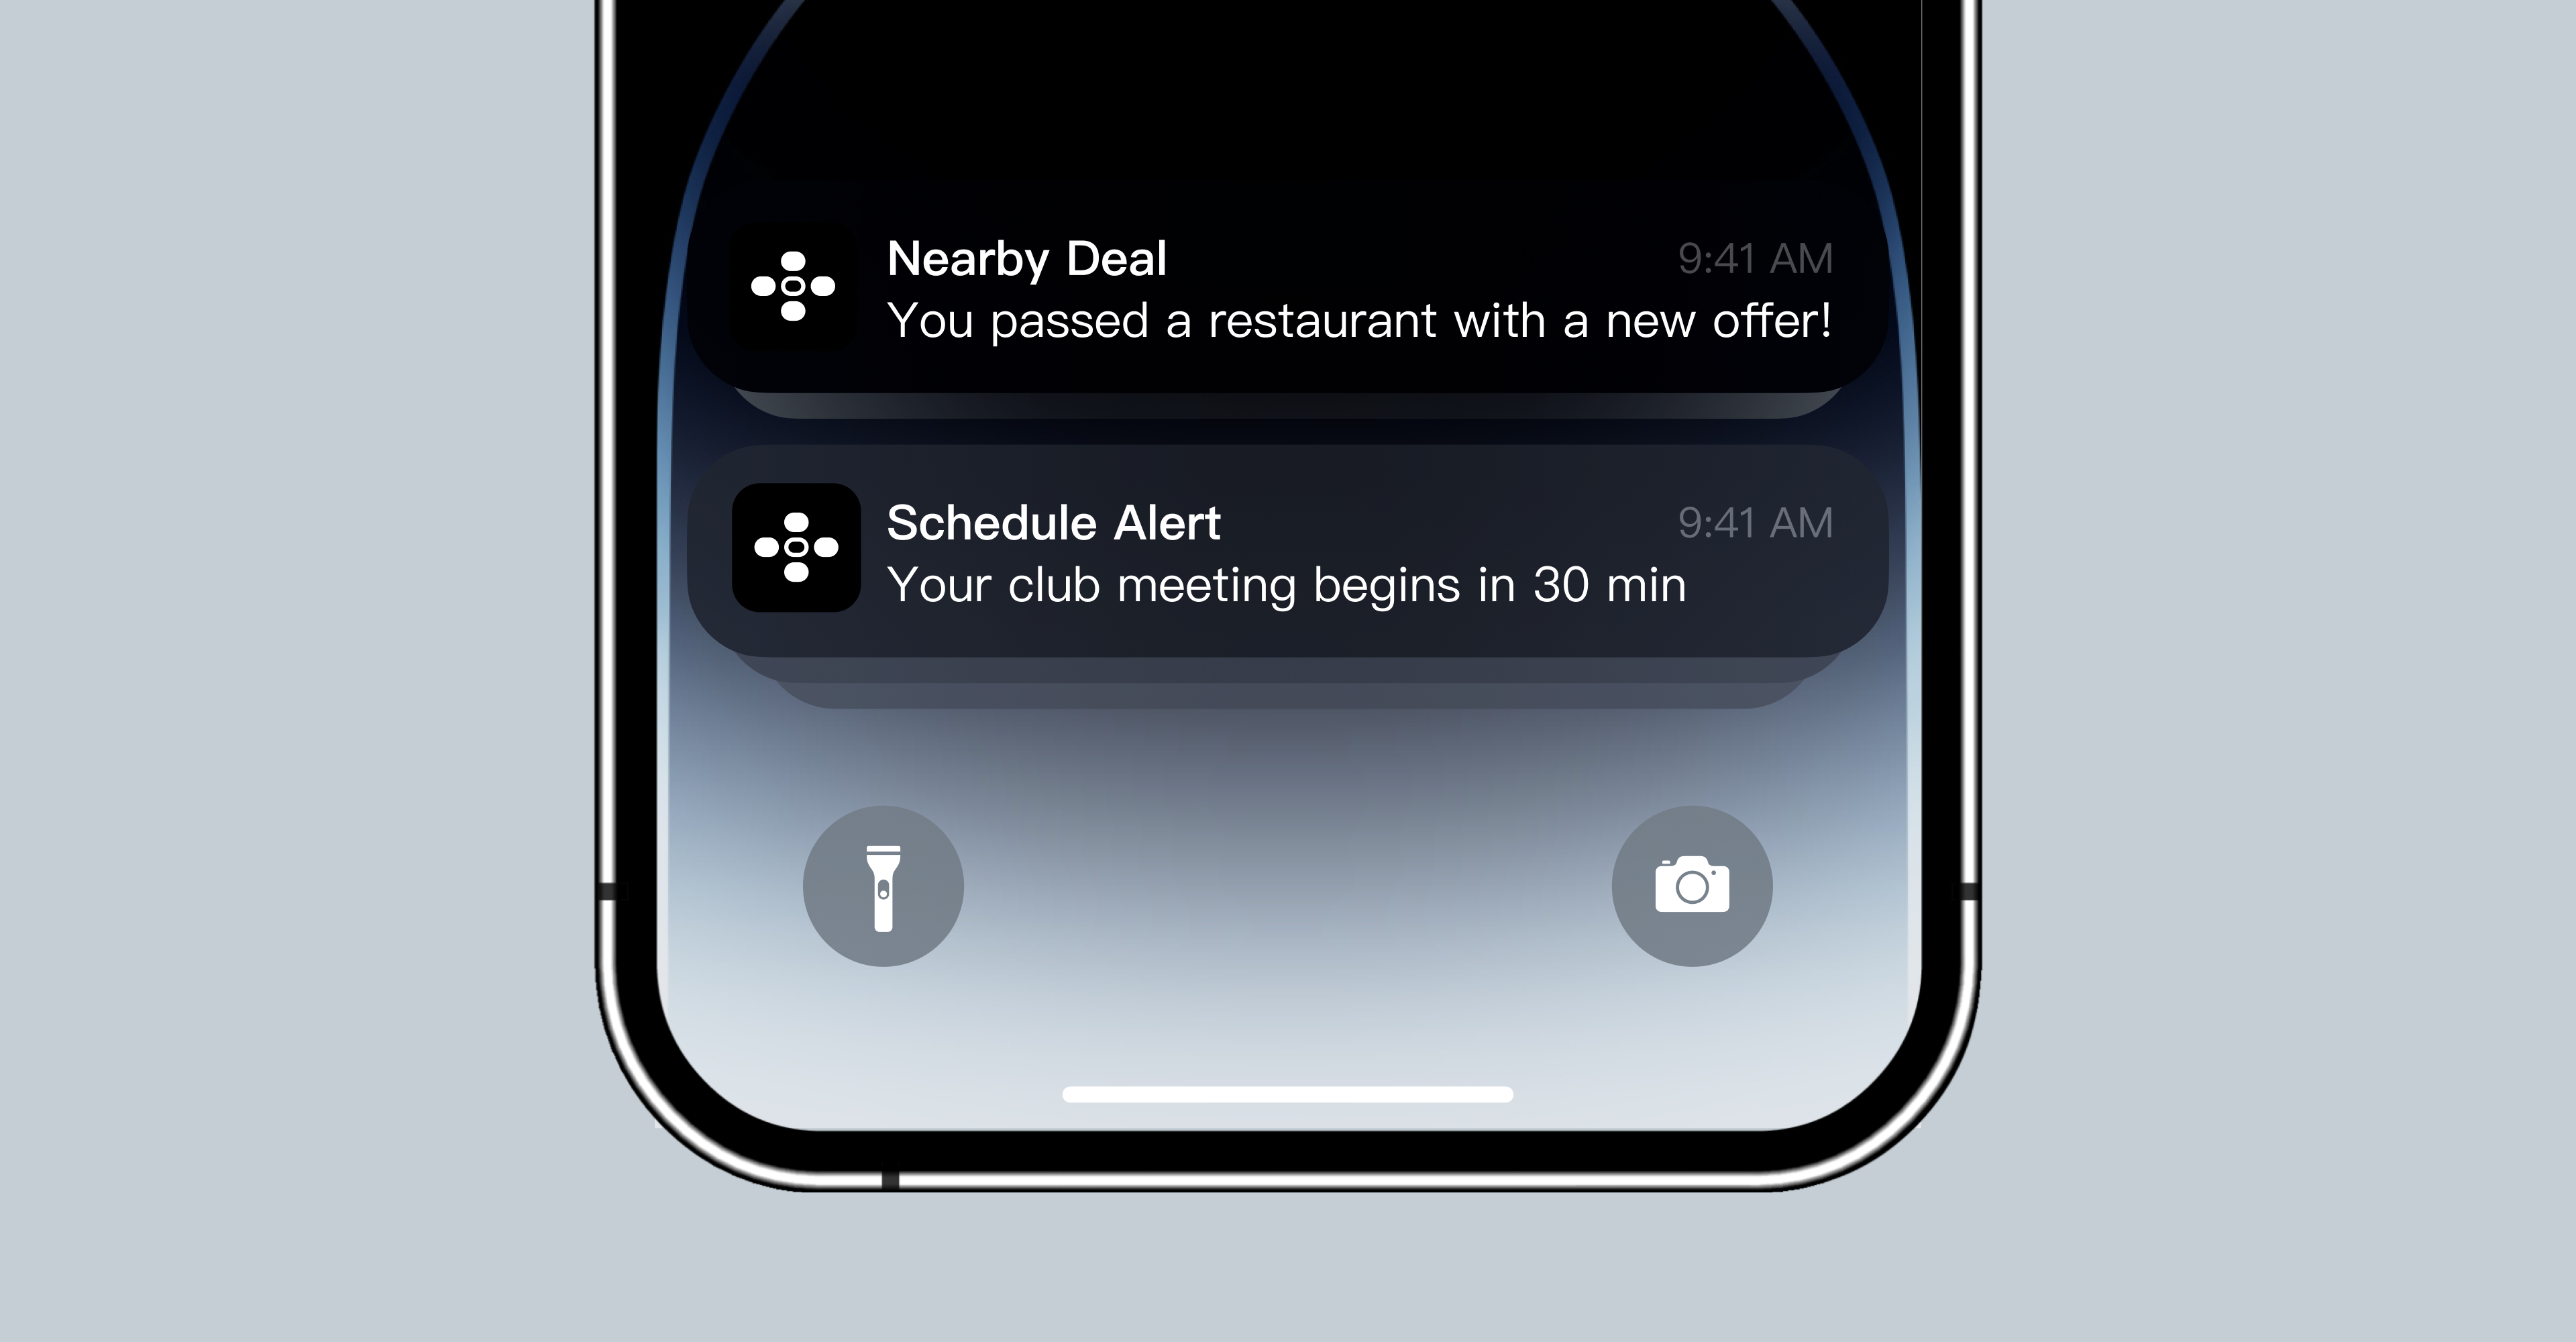 Nearby Deal
9:41 AM
You passed a restaurant with a new offer!
Schedule Alert
9:41 AM
Your club meeting begins in 30 min